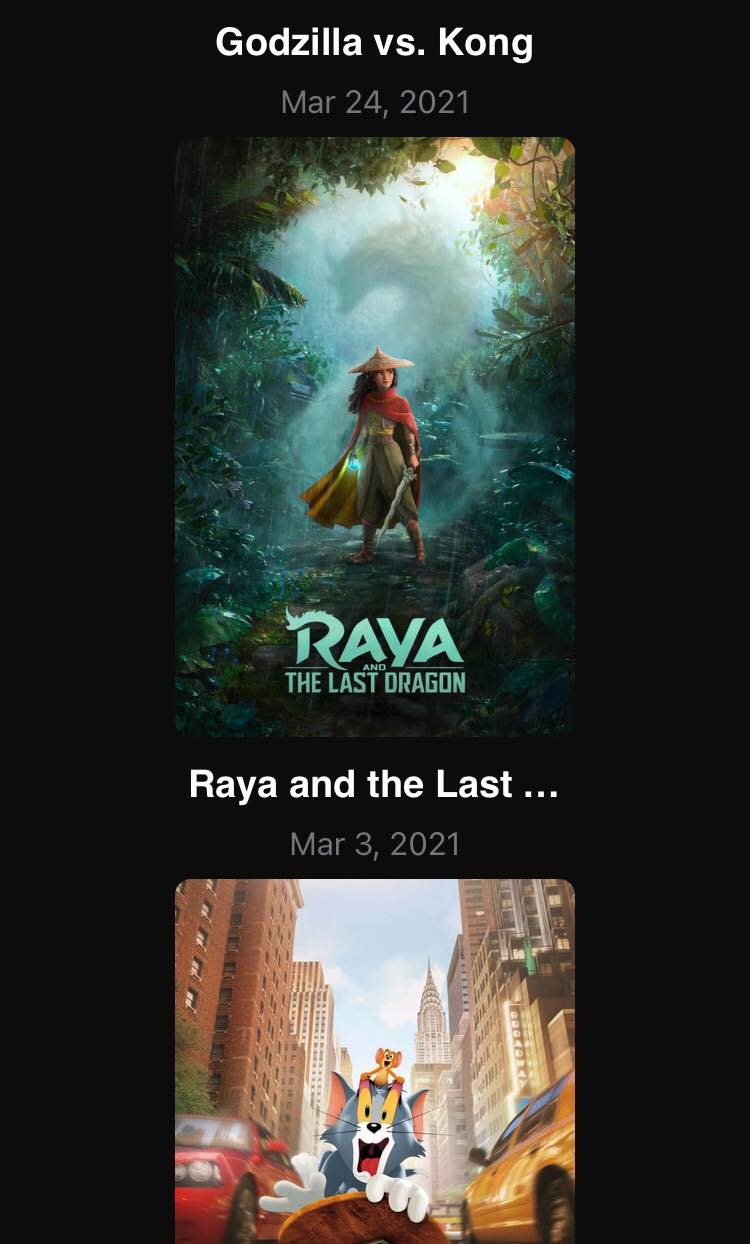 Godzilla vs. Kong
Mar 24, 2021
RAYA
AND
THE LAST DRAGON
Raya and the Last ...
Mar 3, 2021
BROADWAY